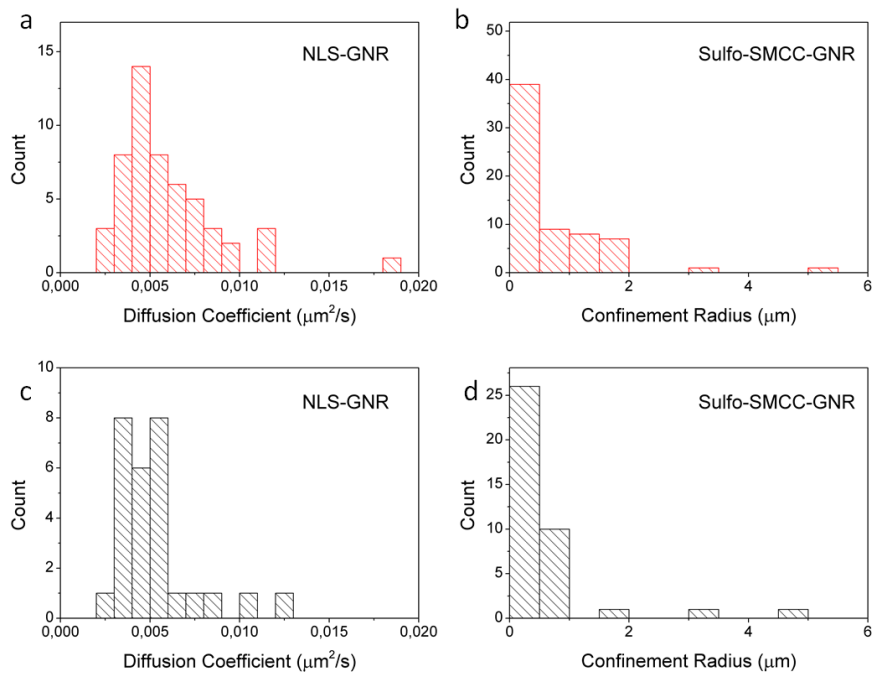 a
NLS-GNR
15
10
5
0
Count
0,000 0,005 0,010 0,015 0,020
Diffusion Coefficient (μm²/s)
b
Sulfo-SMCC-GNR
50
40
30
20
10
0
Count
0 2 4 6
Confinement Radius (μm)
c
NLS-GNR
10
8
6
4
2
0
Count
0,000 0,005 0,010 0,015 0,020
Diffusion Coefficient (μm²/s)
d
Sulfo-SMCC-GNR
25
20
15
10
5
0
Count
0 2 4 6
Confinement Radius (μm)